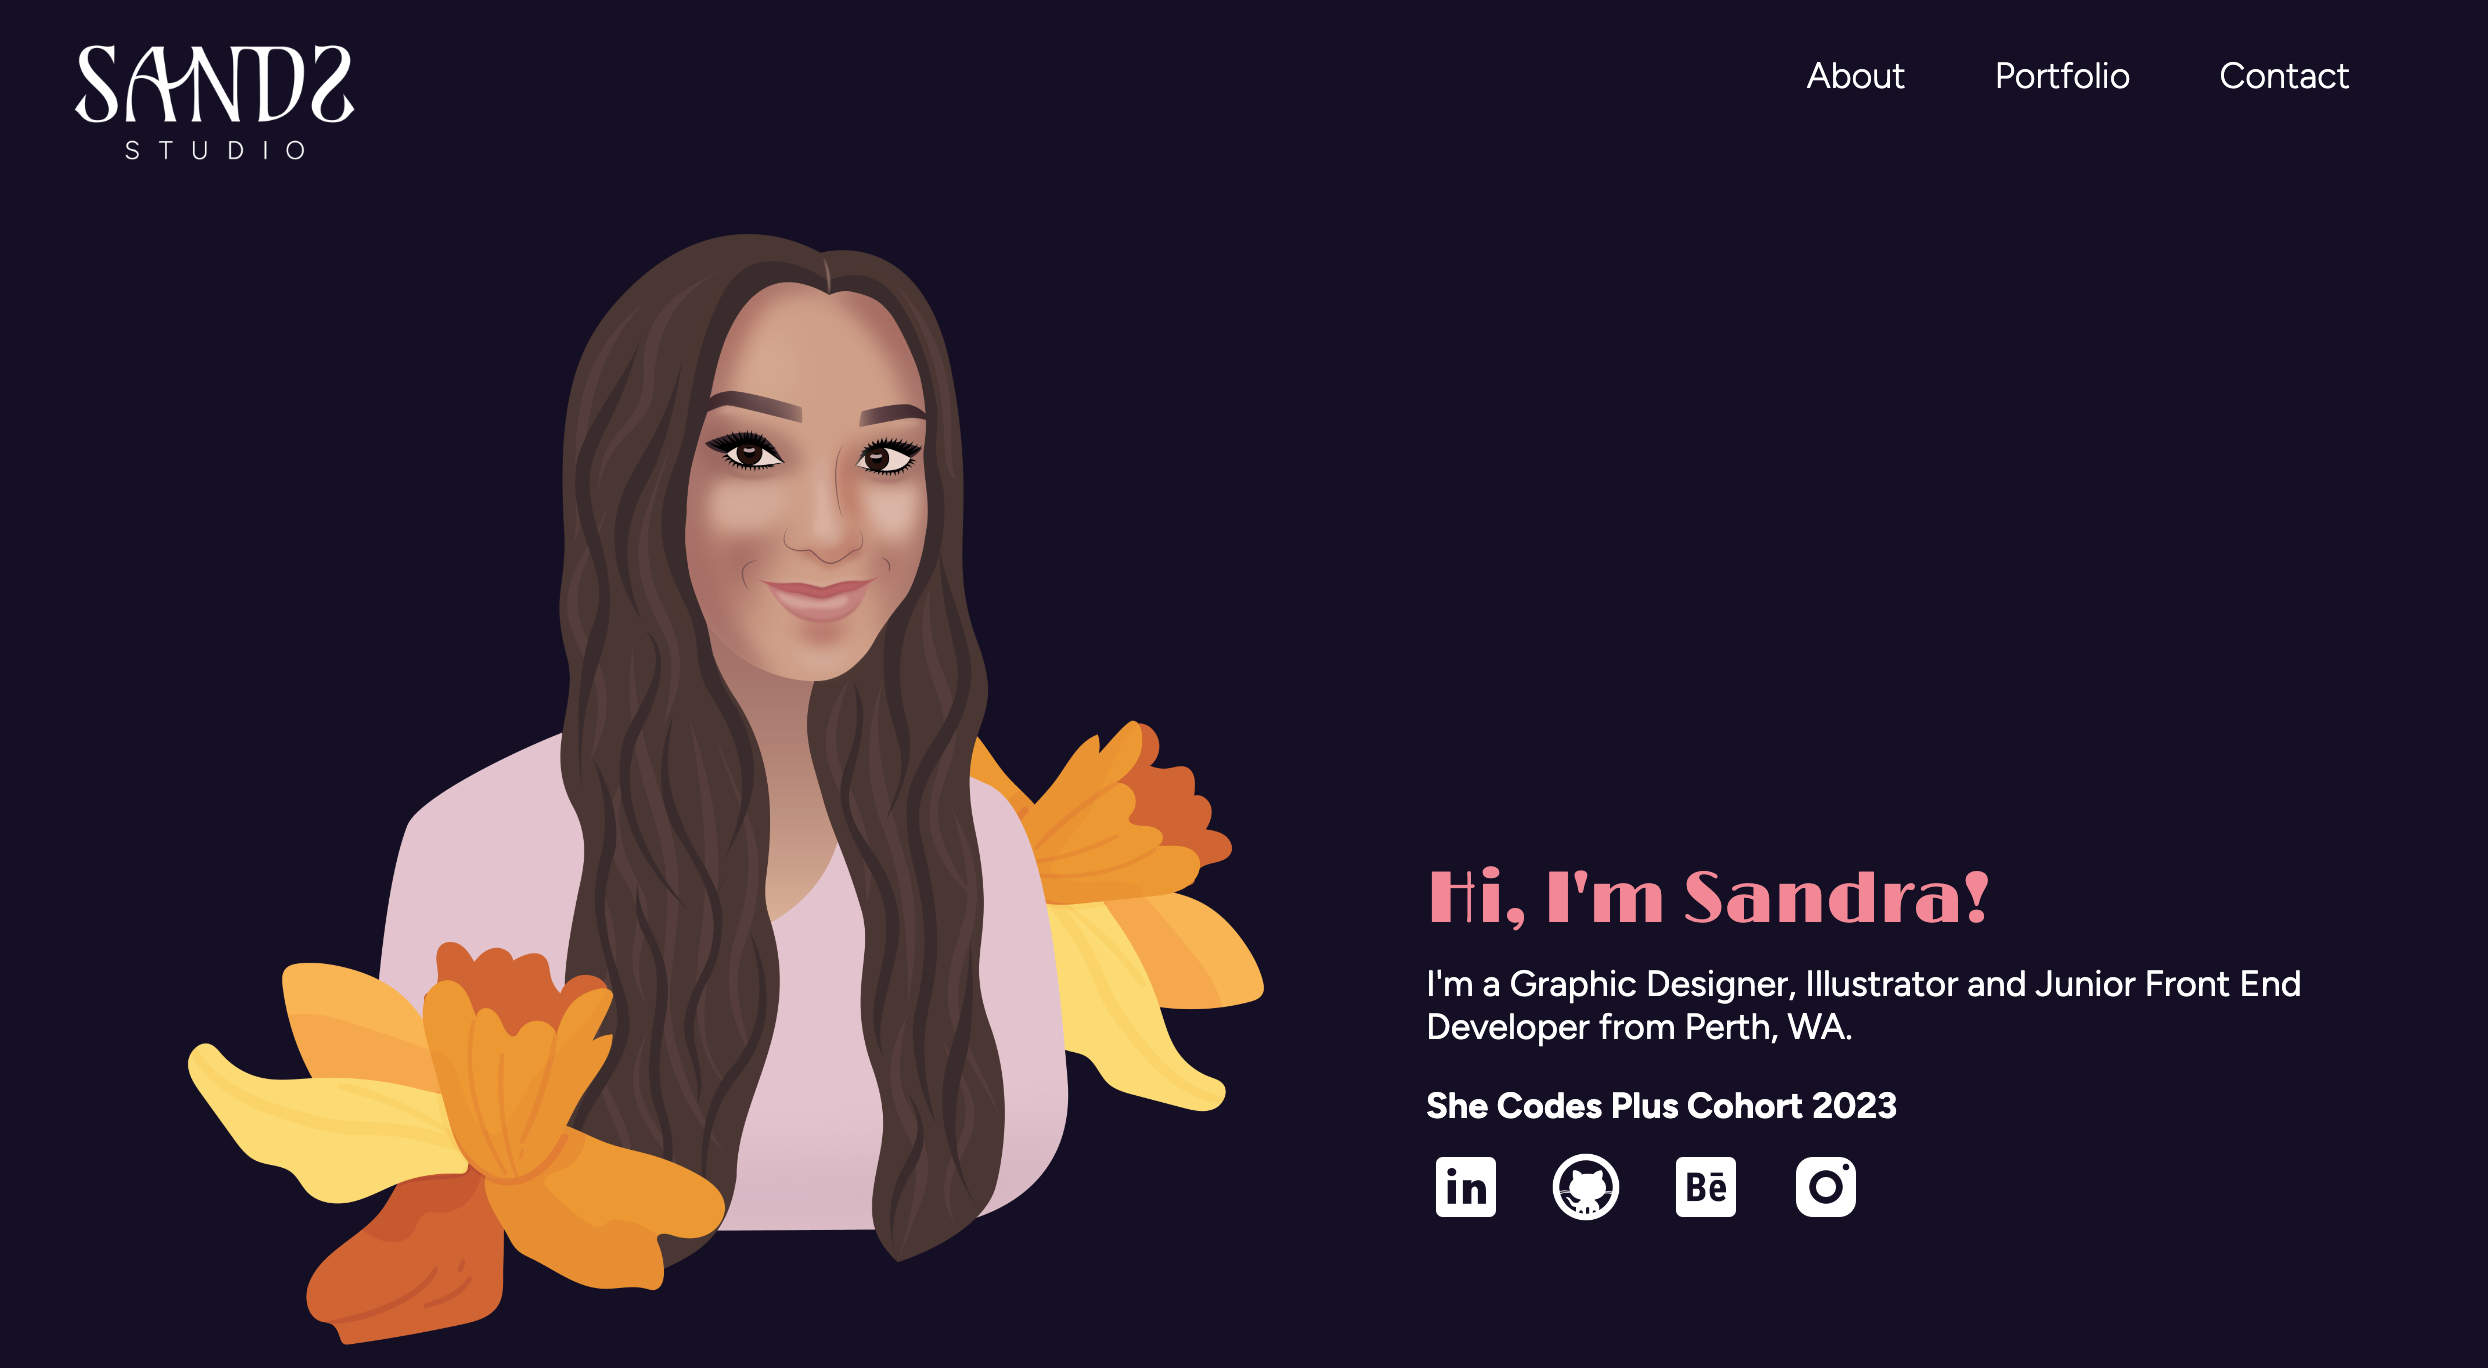 SANDS
STUDIO
About Portfolio Contact
Hi, I'm Sandra!
I'm a Graphic Designer, Illustrator and Junior Front End
Developer from Perth, WA.
She Codes Plus Cohort 2023
in Bē